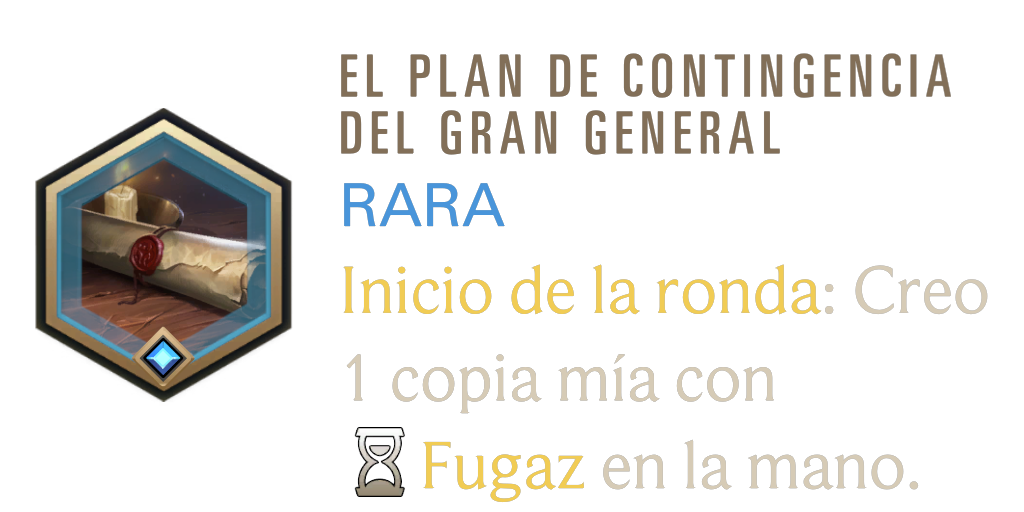 EL PLAN DE CONTINGENCIA
DEL GRAN GENERAL
RARA
Inicio de la ronda: Creo
1 copia mía con
Fugaz en la mano.